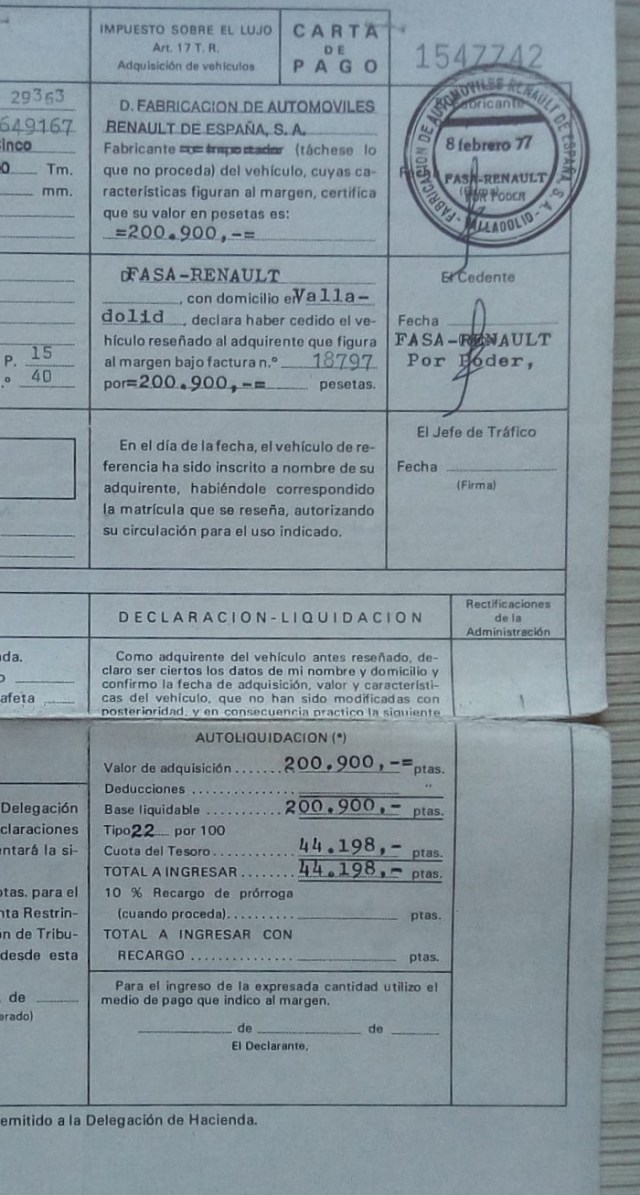 IMPUESTO SOBRE EL LUJO
Art. 17 T. R.
Adquisición de vehículos
CARTA
DE
PAGO
1547742
29363
649167
Tm.
mm.
P. 15
40
D. FABRICACION DE AUTOMOVILES
RENAULT DE ESPAÑA, S. A.
Fabricante o importador (táchese lo
que no proceda) del vehículo, cuyas ca-
racterísticas figuran al margen, certifica
que su valor en pesetas es:
=200.900,-=
FABRICACION DE AUTOMOVILES RENAULT DE ESPAÑA S. A.
- VALLADOLID -
Fabricante
8 febrero 77
FASA-RENAULT
POR PODER
D. FASA-RENAULT
, con domicilio en Valla-
dolid, declara haber cedido el ve-
hículo reseñado al adquirente que figura
al margen bajo factura n.º 18797
por =200.900,-= pesetas.
El Cedente
Fecha
FASA-RENAULT
Por Poder,
En el día de la fecha, el vehículo de re-
ferencia ha sido inscrito a nombre de su
adquirente, habiéndole correspondido
la matrícula que se reseña, autorizando
su circulación para el uso indicado.
El Jefe de Tráfico
Fecha
(Firma)
DECLARACION-LIQUIDACION
Rectificaciones
de la
Administración
Como adquirente del vehículo antes reseñado, de-
claro ser ciertos los datos de mi nombre y domicilio y
confirmo la fecha de adquisición, valor y característi-
cas del vehículo, que no han sido modificadas con
posterioridad, y en consecuencia practico la siguiente
AUTOLIQUIDACION (*)
Valor de adquisición ....... 200.900,-= ptas.
Deducciones ................ "
Base liquidable ............ 200.900,- ptas.
Tipo 22 por 100
Cuota del Tesoro ........... 44.198,- ptas.
TOTAL A INGRESAR ........ 44.198,- ptas.
10 % Recargo de prórroga
(cuando proceda) .......... ptas.
TOTAL A INGRESAR CON
RECARGO ................ ptas.
Para el ingreso de la expresada cantidad utilizo el
medio de pago que indico al margen.
de de
El Declarante,
Delegación
claraciones
entará la si-
ptas. para el
nta Restrin-
ón de Tribu-
desde esta
de
emitido a la Delegación de Hacienda.